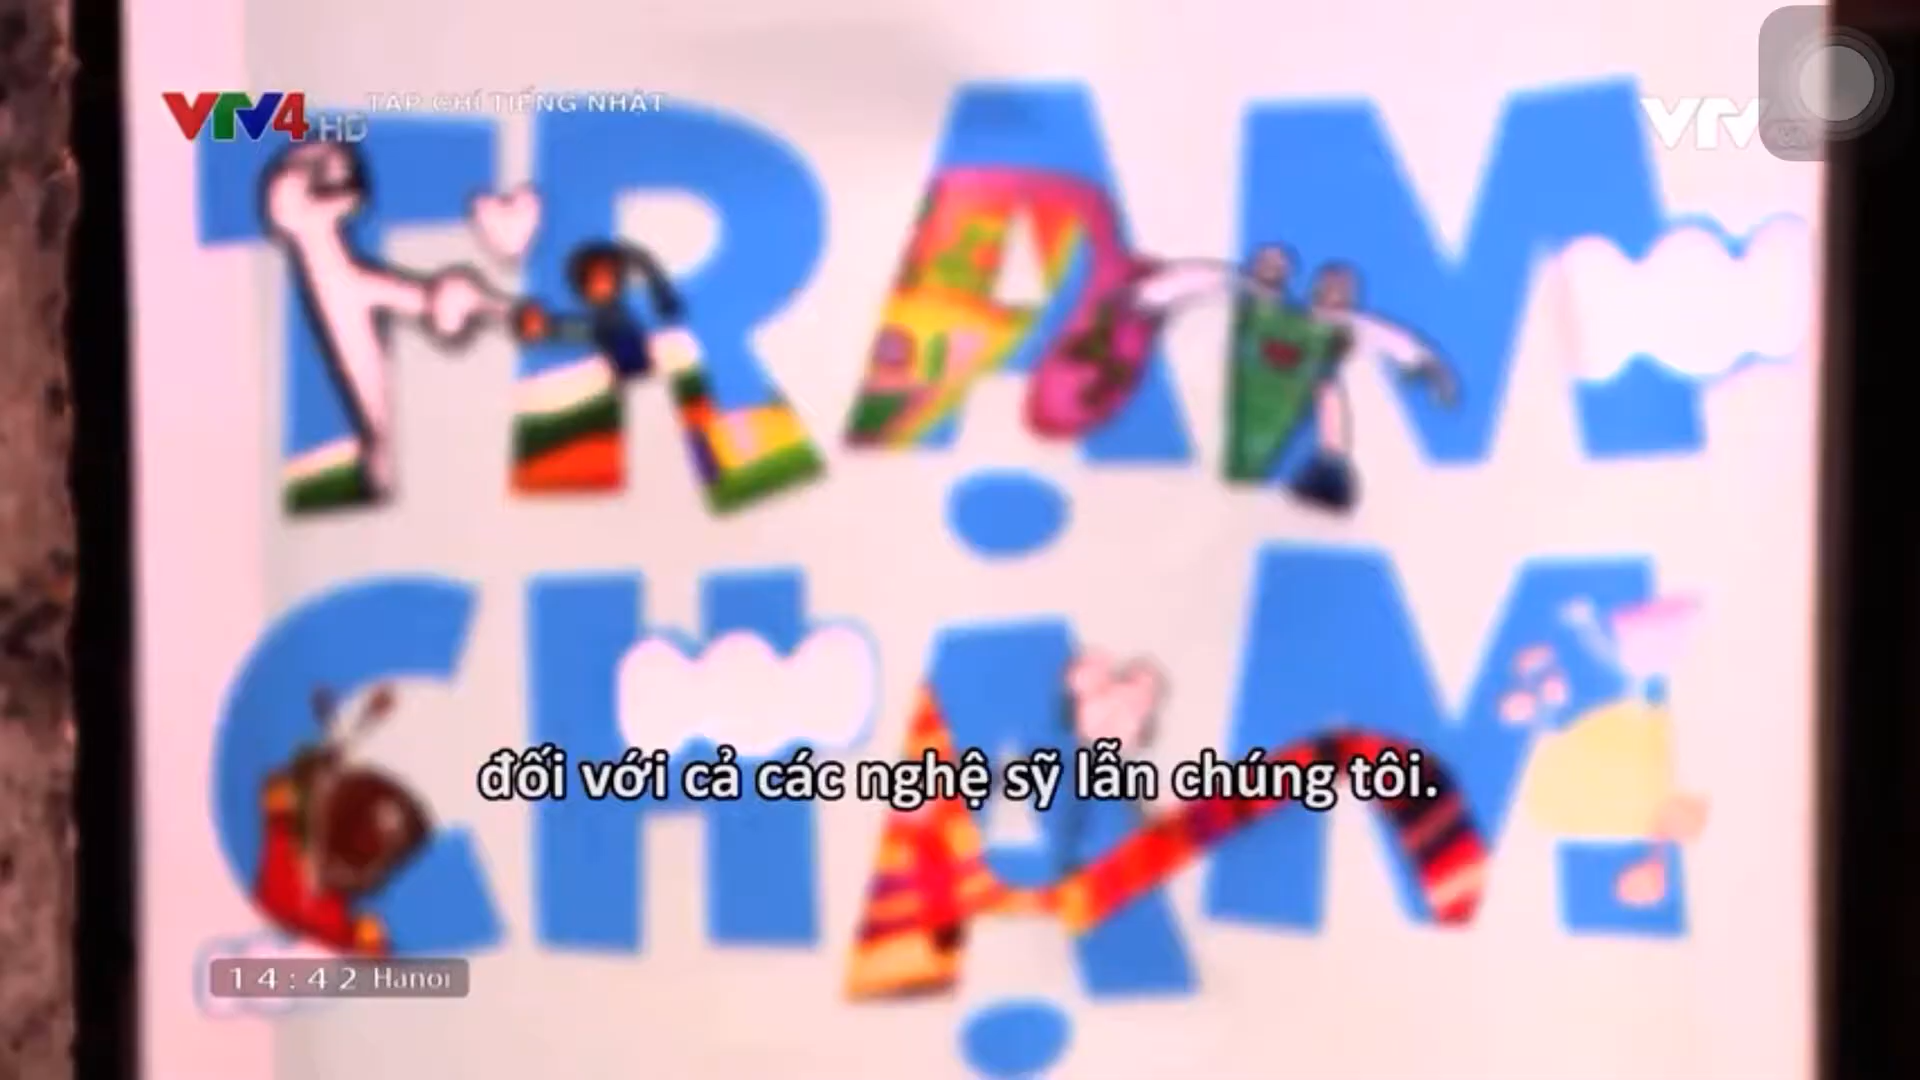 VTV4 HD
TẠP CHÍ TIẾNG NHẬT
VTV
TRẠM
CHẠM
đối với cả các nghệ sỹ lẫn chúng tôi.
14:42 Hanoi